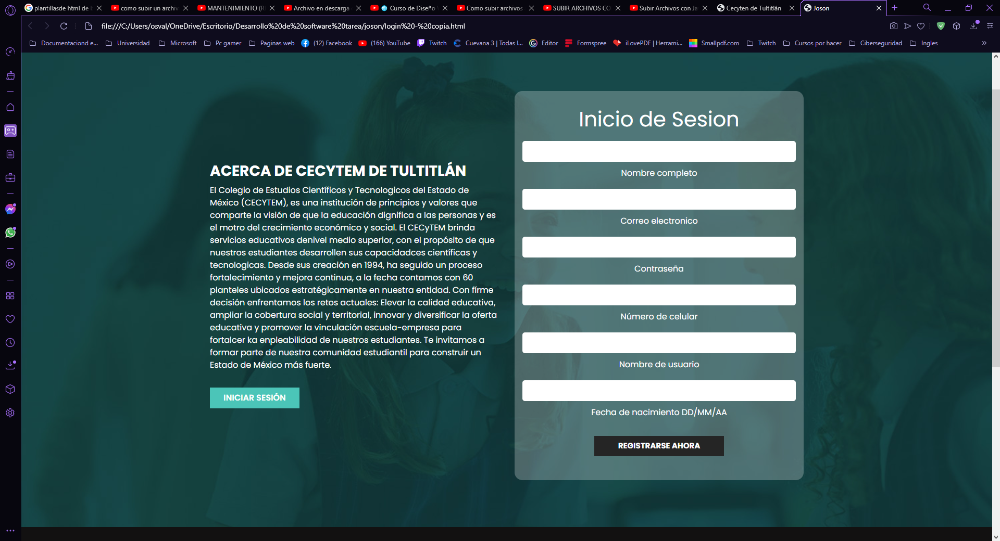 plantillasde html de b
como subir un archiv
MANTENIMIENTO (R
Archivo en descarga
Curso de Diseño
Como subir archivos
SUBIR ARCHIVOS CO
Subir Archivos con Ja
Cecyten de Tultitlán
Joson
file:///C:/Users/osval/OneDrive/Escritorio/Desarrollo%20de%20software%20tarea/joson/login%20-%20copia.html
Documentaciond e...
Universidad
Microsoft
Pc gamer
Paginas web
(12) Facebook
(166) YouTube
Twitch
Cuevana 3 | Todas l...
Editor
Formspree
iLovePDF | Herrami...
Smallpdf.com
Twitch
Cursos por hacer
Ciberseguridad
Ingles
ACERCA DE CECYTEM DE TULTITLÁN
El Colegio de Estudios Científicos y Tecnologicos del Estado de
México (CECYTEM), es una institución de principios y valores que
comparte la visión de que la educación dignifica a las personas y es
el motro del crecimiento económico y social. El CECyTEM brinda
servicios educativos denivel medio superior, con el propósito de que
nuestros estudiantes desarrollen sus capacidadces científicas y
tecnologicas. Desde sus creación en 1994, ha seguido un proceso
fortalecimiento y mejora continua, a la fecha contamos con 60
planteles ubicados estratégicamente en nuestra entidad. Con fírme
decisión enfrentamos los retos actuales: Elevar la calidad educativa,
ampliar la cobertura social y territorial, innovar y diversificar la oferta
educativa y promover la vinculación escuela-empresa para
fortalcer ka enpleabilidad de nuestros estudiantes. Te invitamos a
formar parte de nuestra comunidad estudiantil para construir un
Estado de México más fuerte.
INICIAR SESIÓN
Inicio de Sesion
Nombre completo
Correo electronico
Contraseña
Número de celular
Nombre de usuario
Fecha de nacimiento DD/MM/AA
REGISTRARSE AHORA